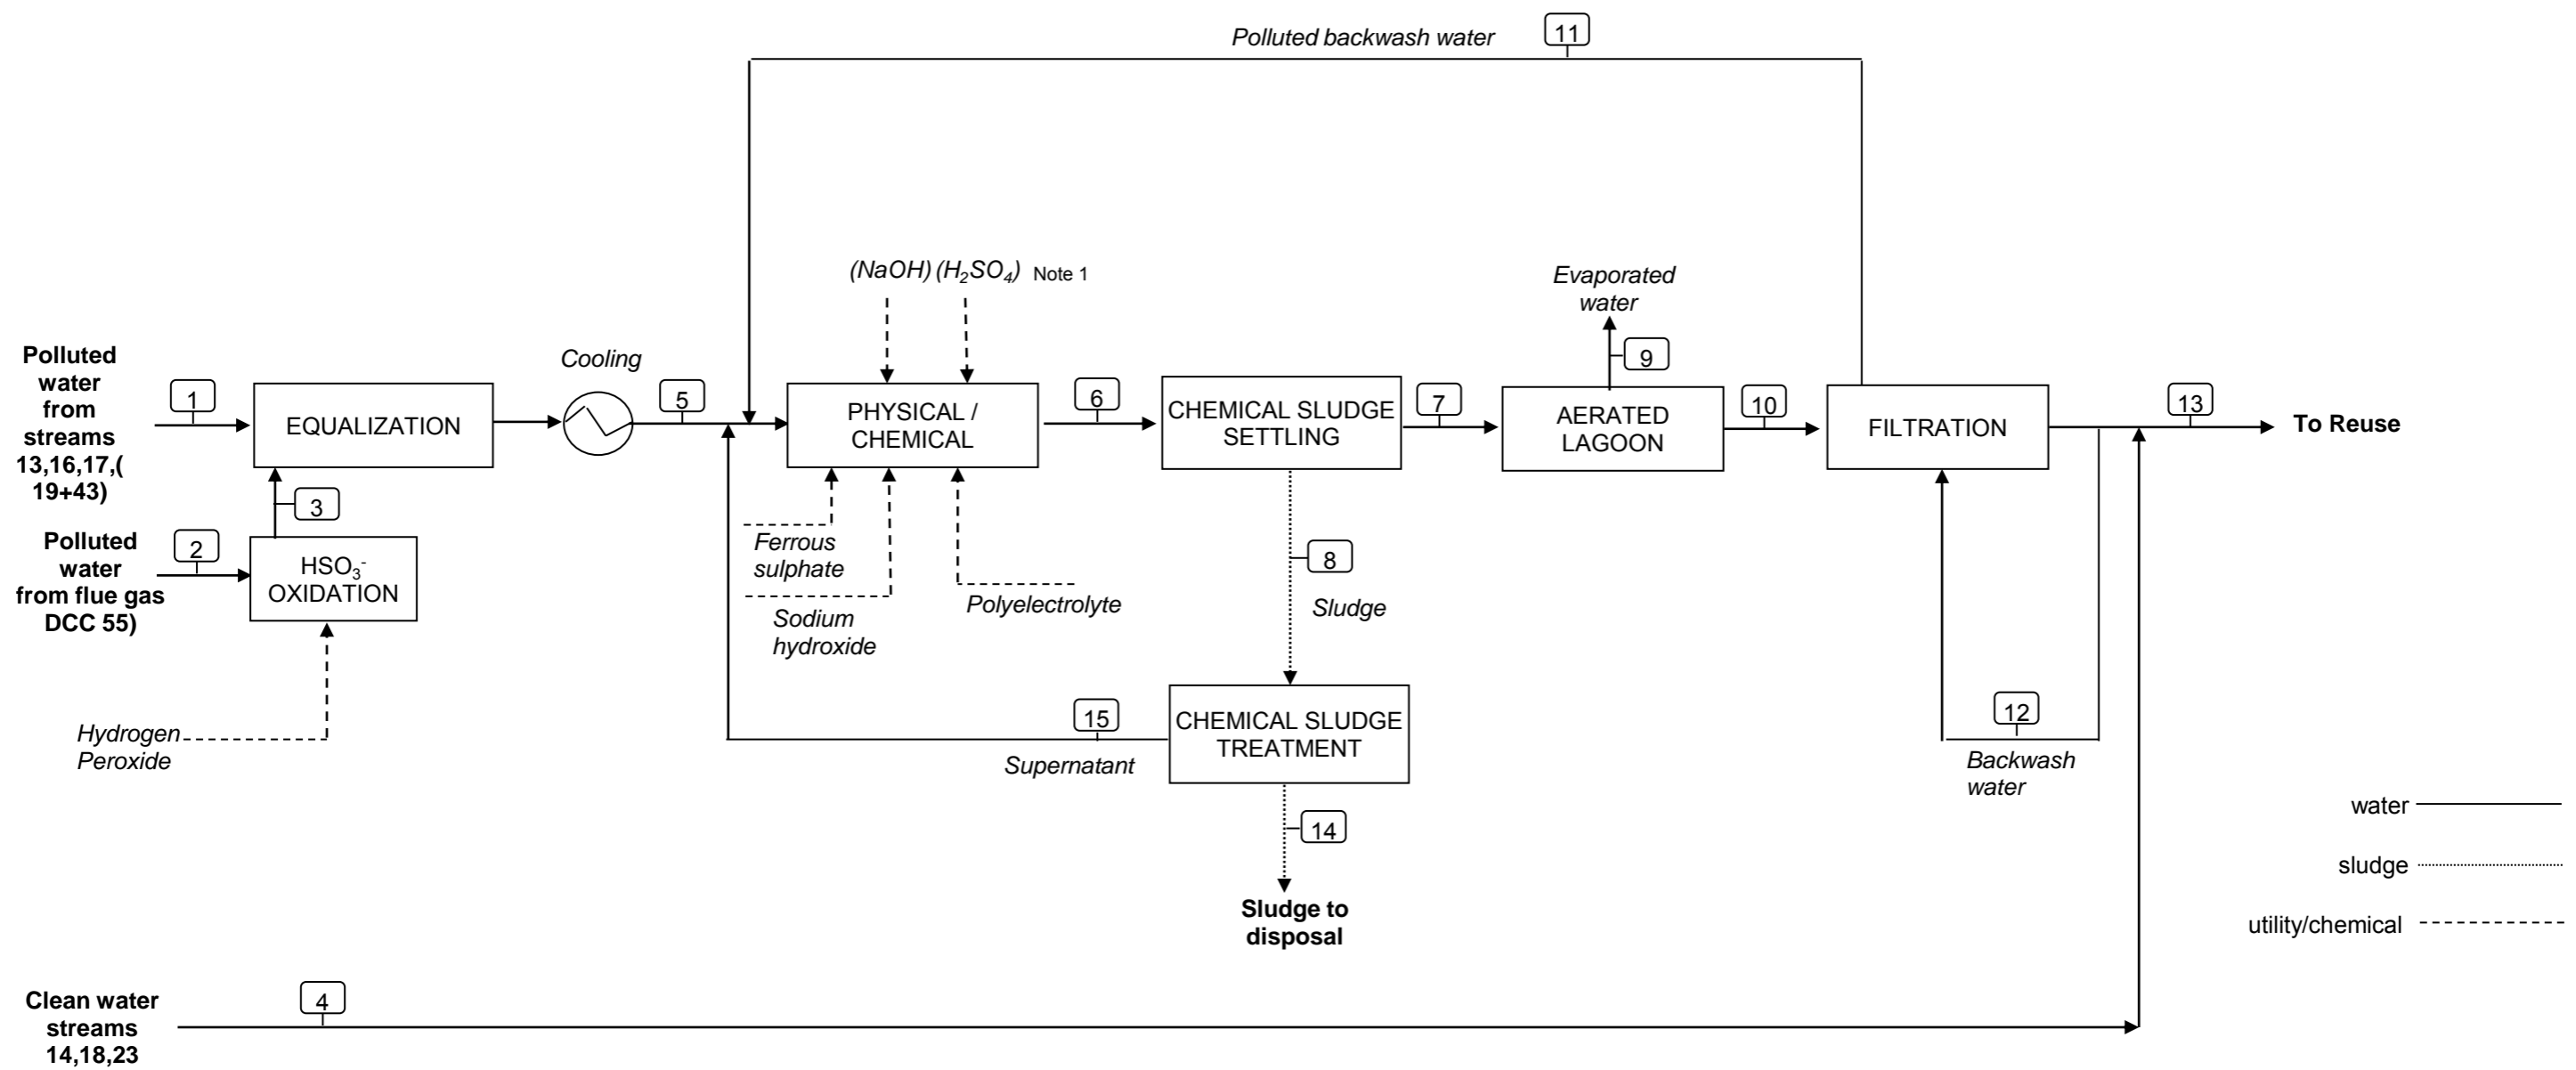 Polluted backwash water
11
(NaOH) (H₂SO₄) Note 1
Evaporated
water
9
Polluted
water
from
streams
13,16,17,(
19+43)
1
EQUALIZATION
Cooling
5
PHYSICAL /
CHEMICAL
6
CHEMICAL SLUDGE
SETTLING
7
AERATED
LAGOON
10
FILTRATION
13
To Reuse
3
Polluted
water
from flue gas
DCC 55)
2
HSO₃⁻
OXIDATION
Ferrous
sulphate
Sodium
hydroxide
Polyelectrolyte
8
Sludge
Hydrogen
Peroxide
15
Supernatant
CHEMICAL SLUDGE
TREATMENT
12
Backwash
water
14
Sludge to
disposal
water
sludge
utility/chemical
Clean water
streams
14,18,23
4